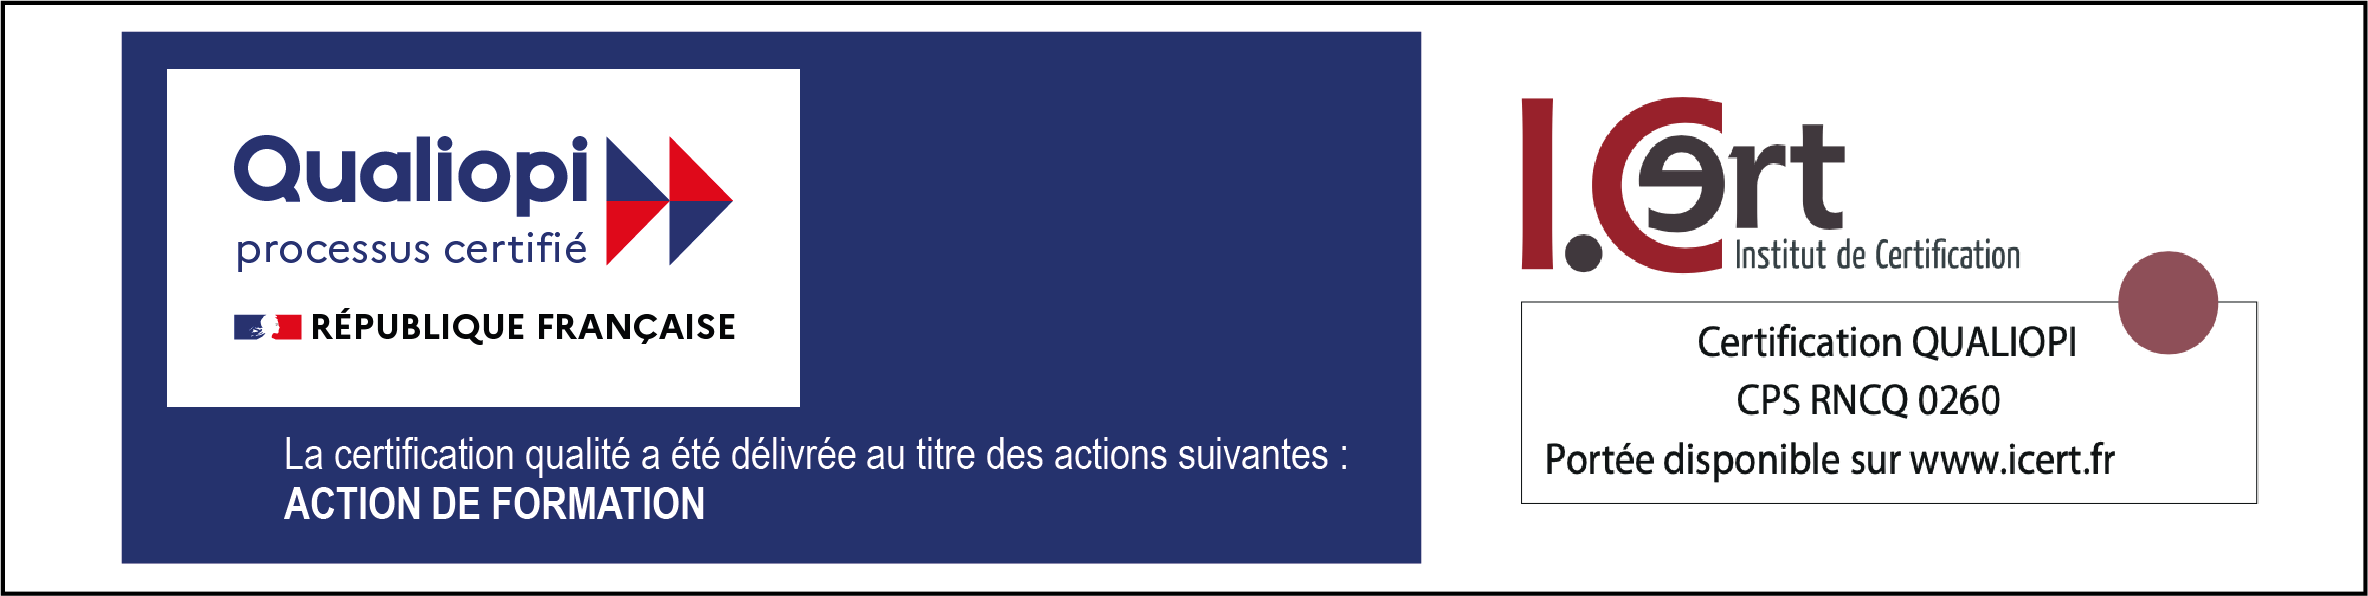 Qualiopi
processus certifié
RÉPUBLIQUE FRANÇAISE
La certification qualité a été délivrée au titre des actions suivantes :
ACTION DE FORMATION
I.Cert
Institut de Certification
Certification QUALIOPI
CPS RNCQ 0260
Portée disponible sur www.icert.fr